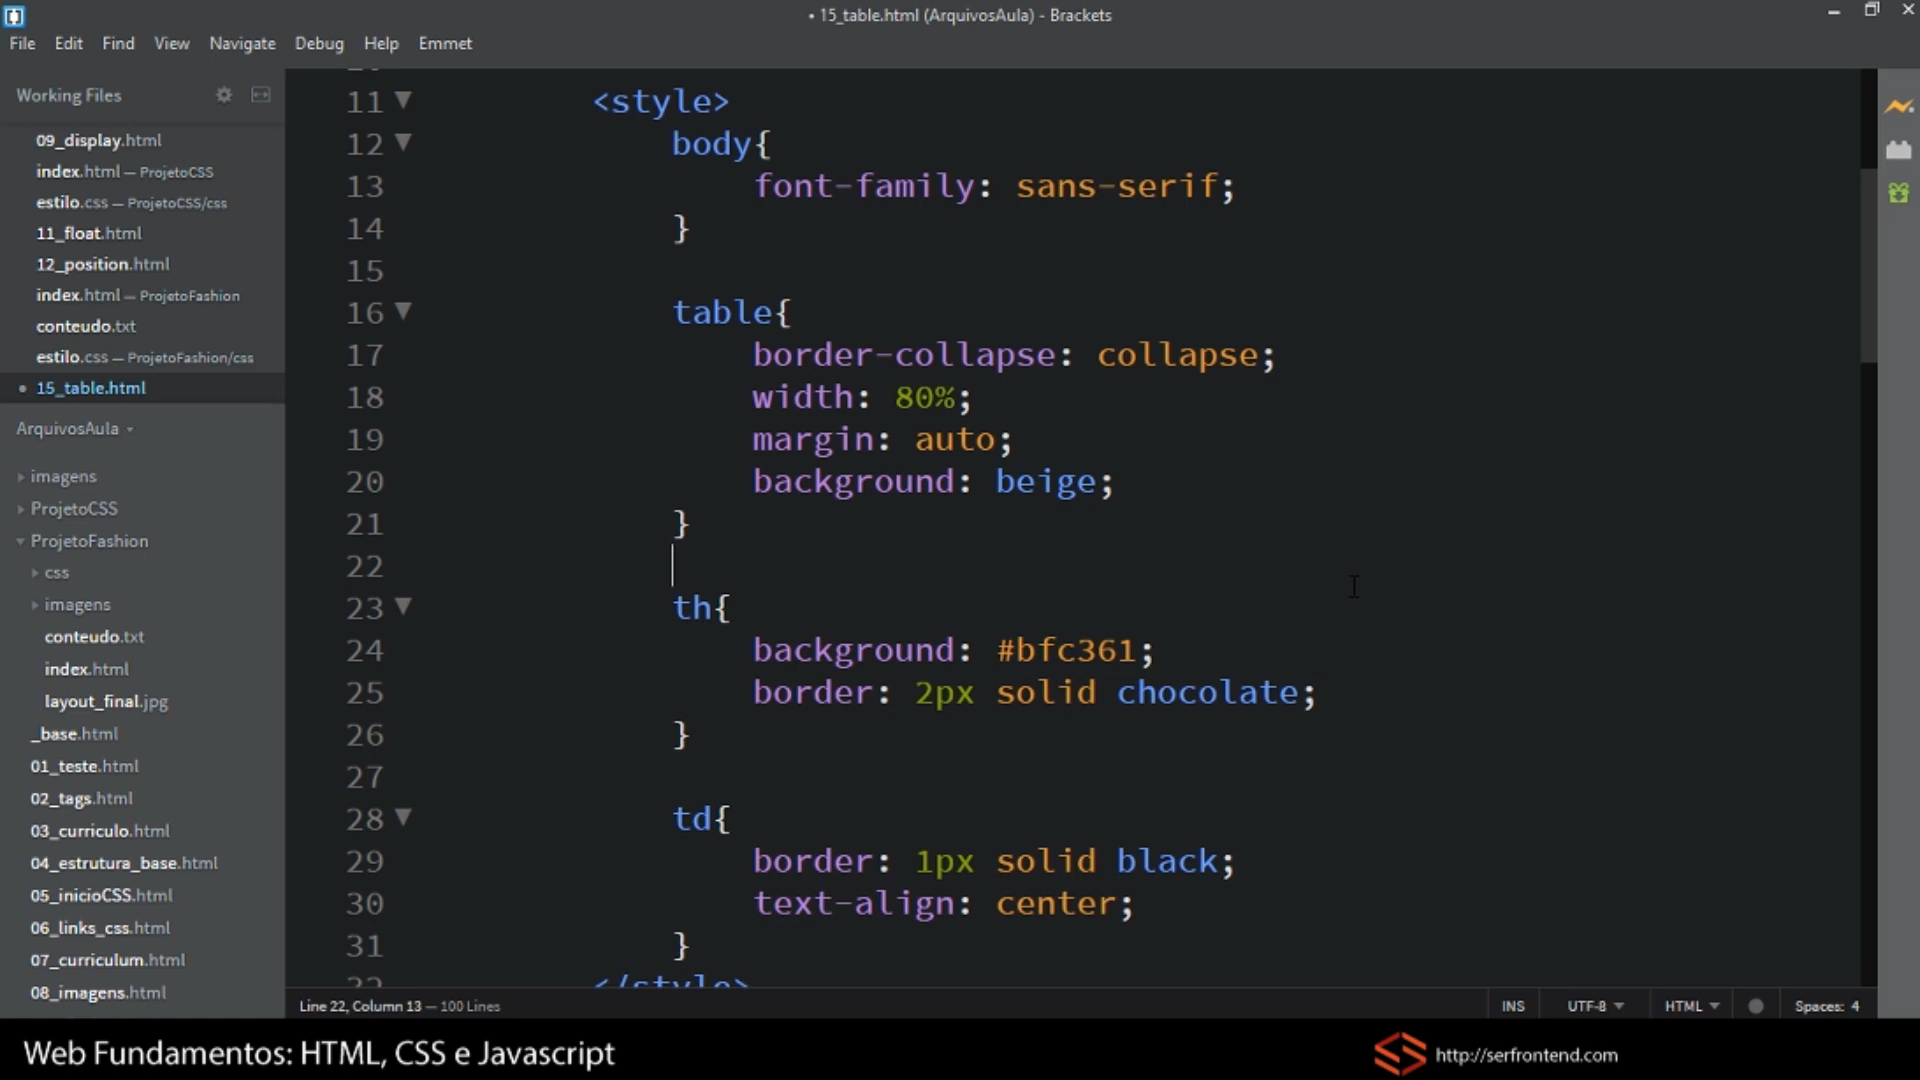 • 15_table.html (ArquivosAula) - Brackets
File Edit Find View Navigate Debug Help Emmet
Working Files
09_display.html
index.html — ProjetoCSS
estilo.css — ProjetoCSS/css
11_float.html
12_position.html
index.html — ProjetoFashion
conteudo.txt
estilo.css — ProjetoFashion/css
15_table.html
ArquivosAula
imagens
ProjetoCSS
ProjetoFashion
css
imagens
conteudo.txt
index.html
layout_final.jpg
_base.html
01_teste.html
02_tags.html
03_curriculo.html
04_estrutura_base.html
05_inicioCSS.html
06_links_css.html
07_curriculum.html
08_imagens.html
11 <style>
12 body{
13 font-family: sans-serif;
14 }
15
16 table{
17 border-collapse: collapse;
18 width: 80%;
19 margin: auto;
20 background: beige;
21 }
22
23 th{
24 background: #bfc361;
25 border: 2px solid chocolate;
26 }
27
28 td{
29 border: 1px solid black;
30 text-align: center;
31 }
32 </style>
Line 22, Column 13 — 100 Lines
INS UTF-8 HTML Spaces: 4
Web Fundamentos: HTML, CSS e Javascript
http://serfrontend.com